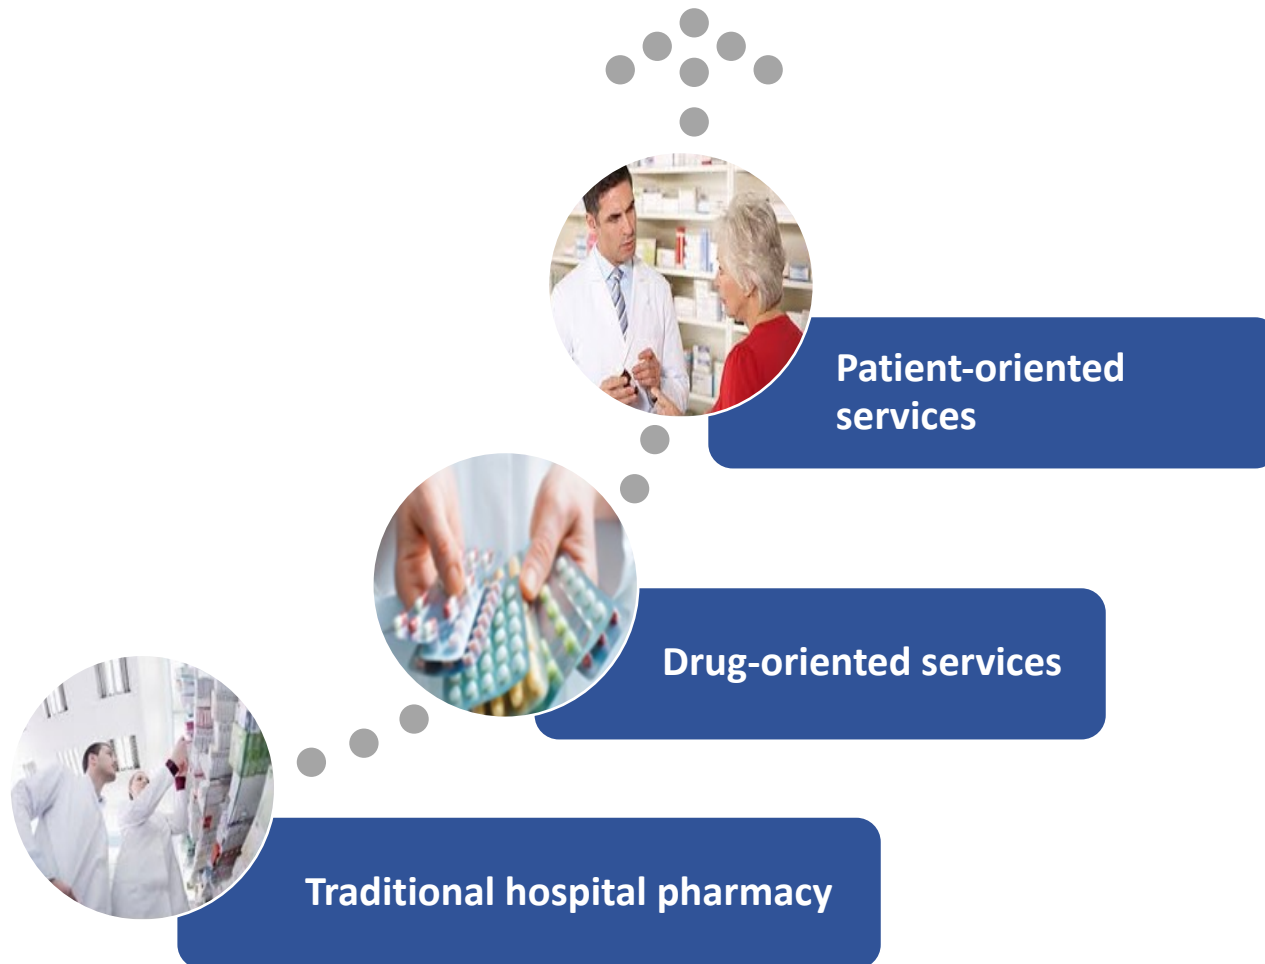 Patient-oriented
services
Drug-oriented services
Traditional hospital pharmacy